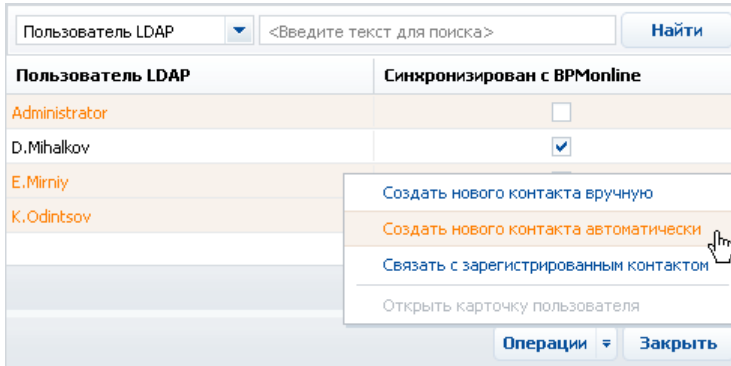 Пользователь LDAP <Введите текст для поиска> Найти
Пользователь LDAP Синхронизирован с BPMonline
Administrator
D.Mihalkov
E.Mirniy
Создать нового контакта вручную
K.Odintsov
Создать нового контакта автоматически
Связать с зарегистрированным контактом
Открыть карточку пользователя
Операции Закрыть